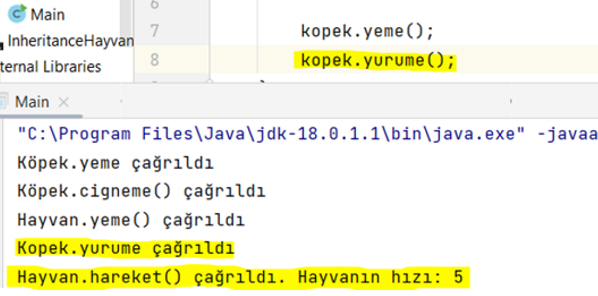 Main
InheritanceHayvan
ternal Libraries
7 kopek.yeme();
8 kopek.yurume();
Main ×
"C:\Program Files\Java\jdk-18.0.1.1\bin\java.exe" -javaa
Köpek.yeme çağrıldı
Köpek.cigneme() çağrıldı
Hayvan.yeme() çağrıldı
Kopek.yurume çağrıldı
Hayvan.hareket() çağrıldı. Hayvanın hızı: 5